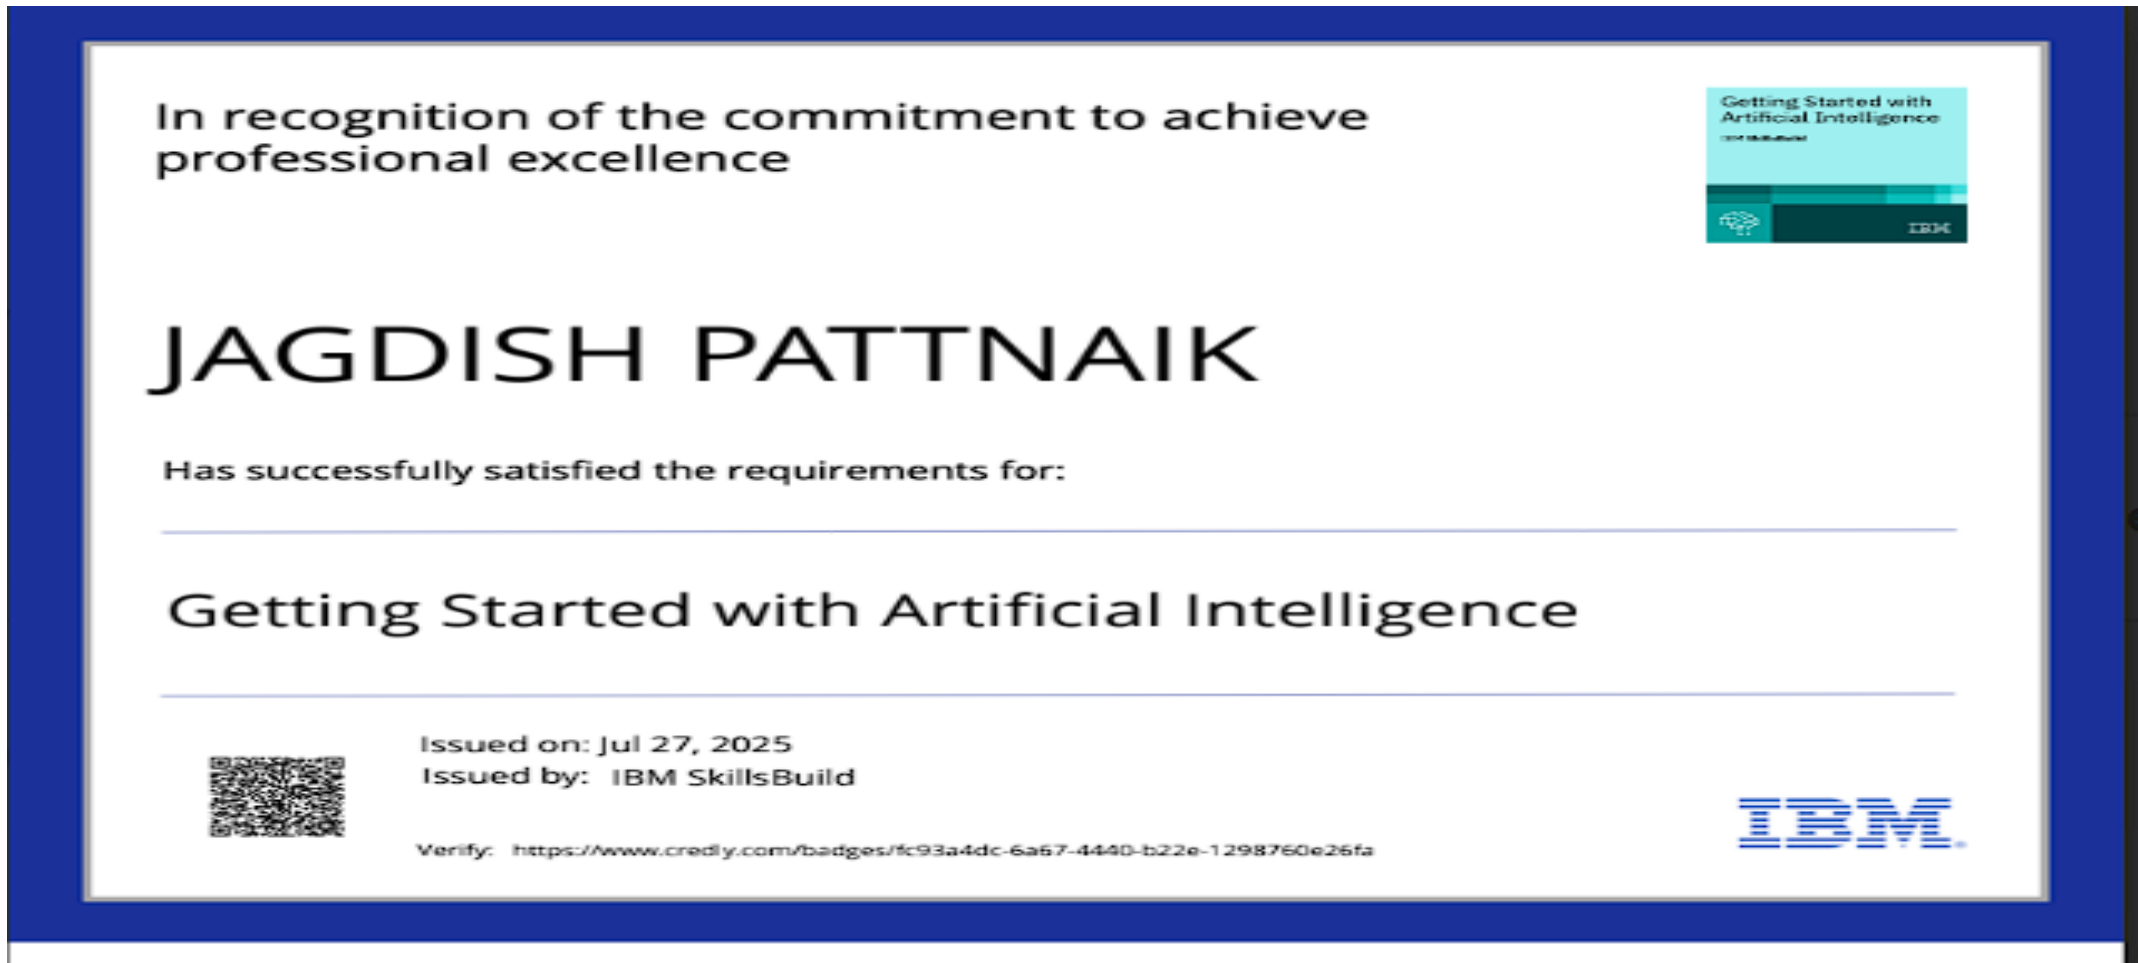 In recognition of the commitment to achieve
professional excellence
Getting Started with
Artificial Intelligence
IBM
JAGDISH PATTNAIK
Has successfully satisfied the requirements for:
Getting Started with Artificial Intelligence
Issued on: Jul 27, 2025
Issued by: IBM SkillsBuild
Verify: https://www.credly.com/badges/fc93a4dc-6a67-4440-b22e-1298760e26fa
IBM